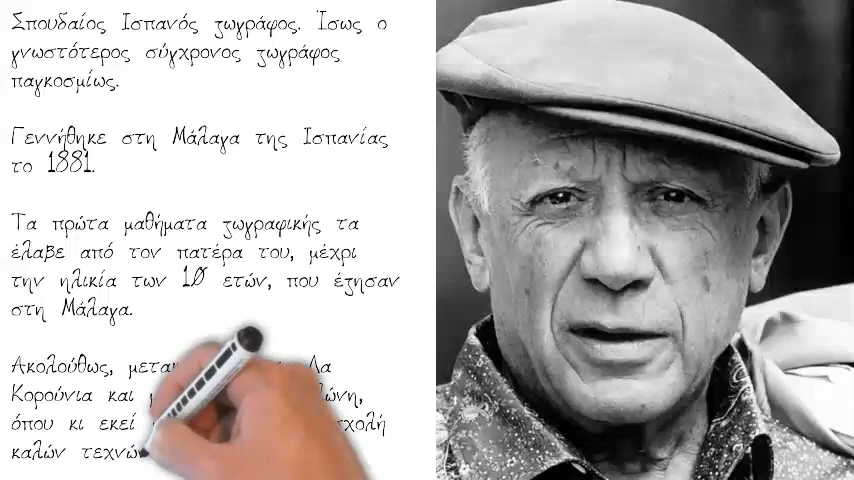 Σπουδαίος Ισπανός ζωγράφος. Ίσως ο
γνωστότερος σύγχρονος ζωγράφος
παγκοσμίως.
Γεννήθηκε στη Μάλαγα της Ισπανίας
το 1881.
Τα πρώτα μαθήματα ζωγραφικής τα
έλαβε από τον πατέρα του, μέχρι
την ηλικία των 10 ετών, που έζησαν
στη Μάλαγα.
Ακολούθως, Λα
Κορούνια και
όπου κι εκεί σχολή
καλών